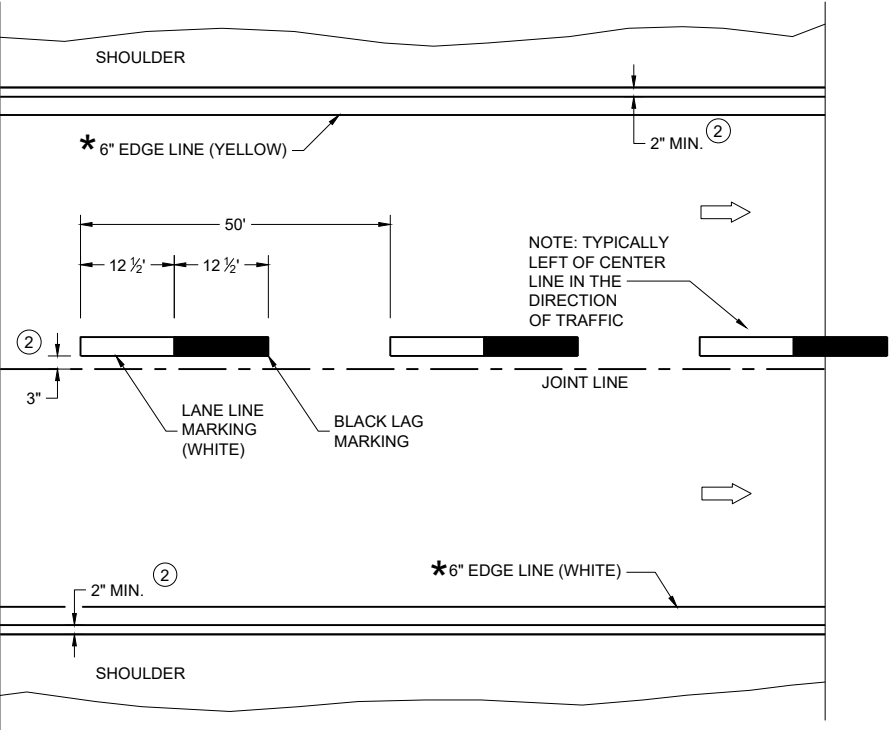 SHOULDER
* 6" EDGE LINE (YELLOW)
2" MIN. ②
50'
12 ½'
12 ½'
NOTE: TYPICALLY
LEFT OF CENTER
LINE IN THE
DIRECTION
OF TRAFFIC
②
3"
JOINT LINE
LANE LINE
MARKING
(WHITE)
BLACK LAG
MARKING
* 6" EDGE LINE (WHITE)
2" MIN. ②
SHOULDER